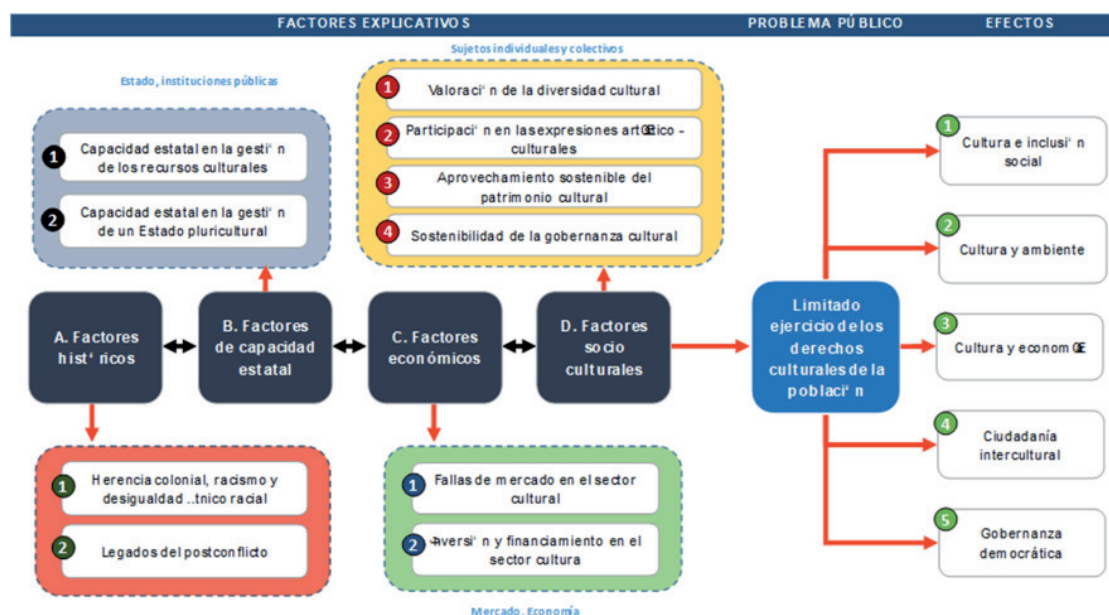 FACTORES EXPLICATIVOS
PROBLEMA PÚBLICO
EFECTOS
Sujetos individuales y colectivos
Estado, instituciones públicas
1
Valoraci‘ n de la diversidad cultural
2
Participaci‘ n en las expresiones artŒtico -
culturales
3
Aprovechamiento sostenible del
patrimonio cultural
4
Sostenibilidad de la gobernanza cultural
1
Capacidad estatal en la gesti‘ n
de los recursos culturales
2
Capacidad estatal en la gesti‘ n
de un Estado pluricultural
A. Factores
hist‘ ricos
B. Factores
de capacidad
estatal
C. Factores
económicos
D. Factores
socio
culturales
Limitado
ejercicio de los
derechos
culturales de la
poblaci‘ n
1
Cultura e inclusi‘ n
social
2
Cultura y ambiente
3
Cultura y economŒ
4
Ciudadanía
intercultural
5
Gobernanza
democrática
1
Herencia colonial, racismo y
desigualdad ..tnico racial
2
Legados del postconflicto
1
Fallas de mercado en el sector
cultural
2
nversi‘ n y financiamiento en el
sector cultura
Mercado, Economía